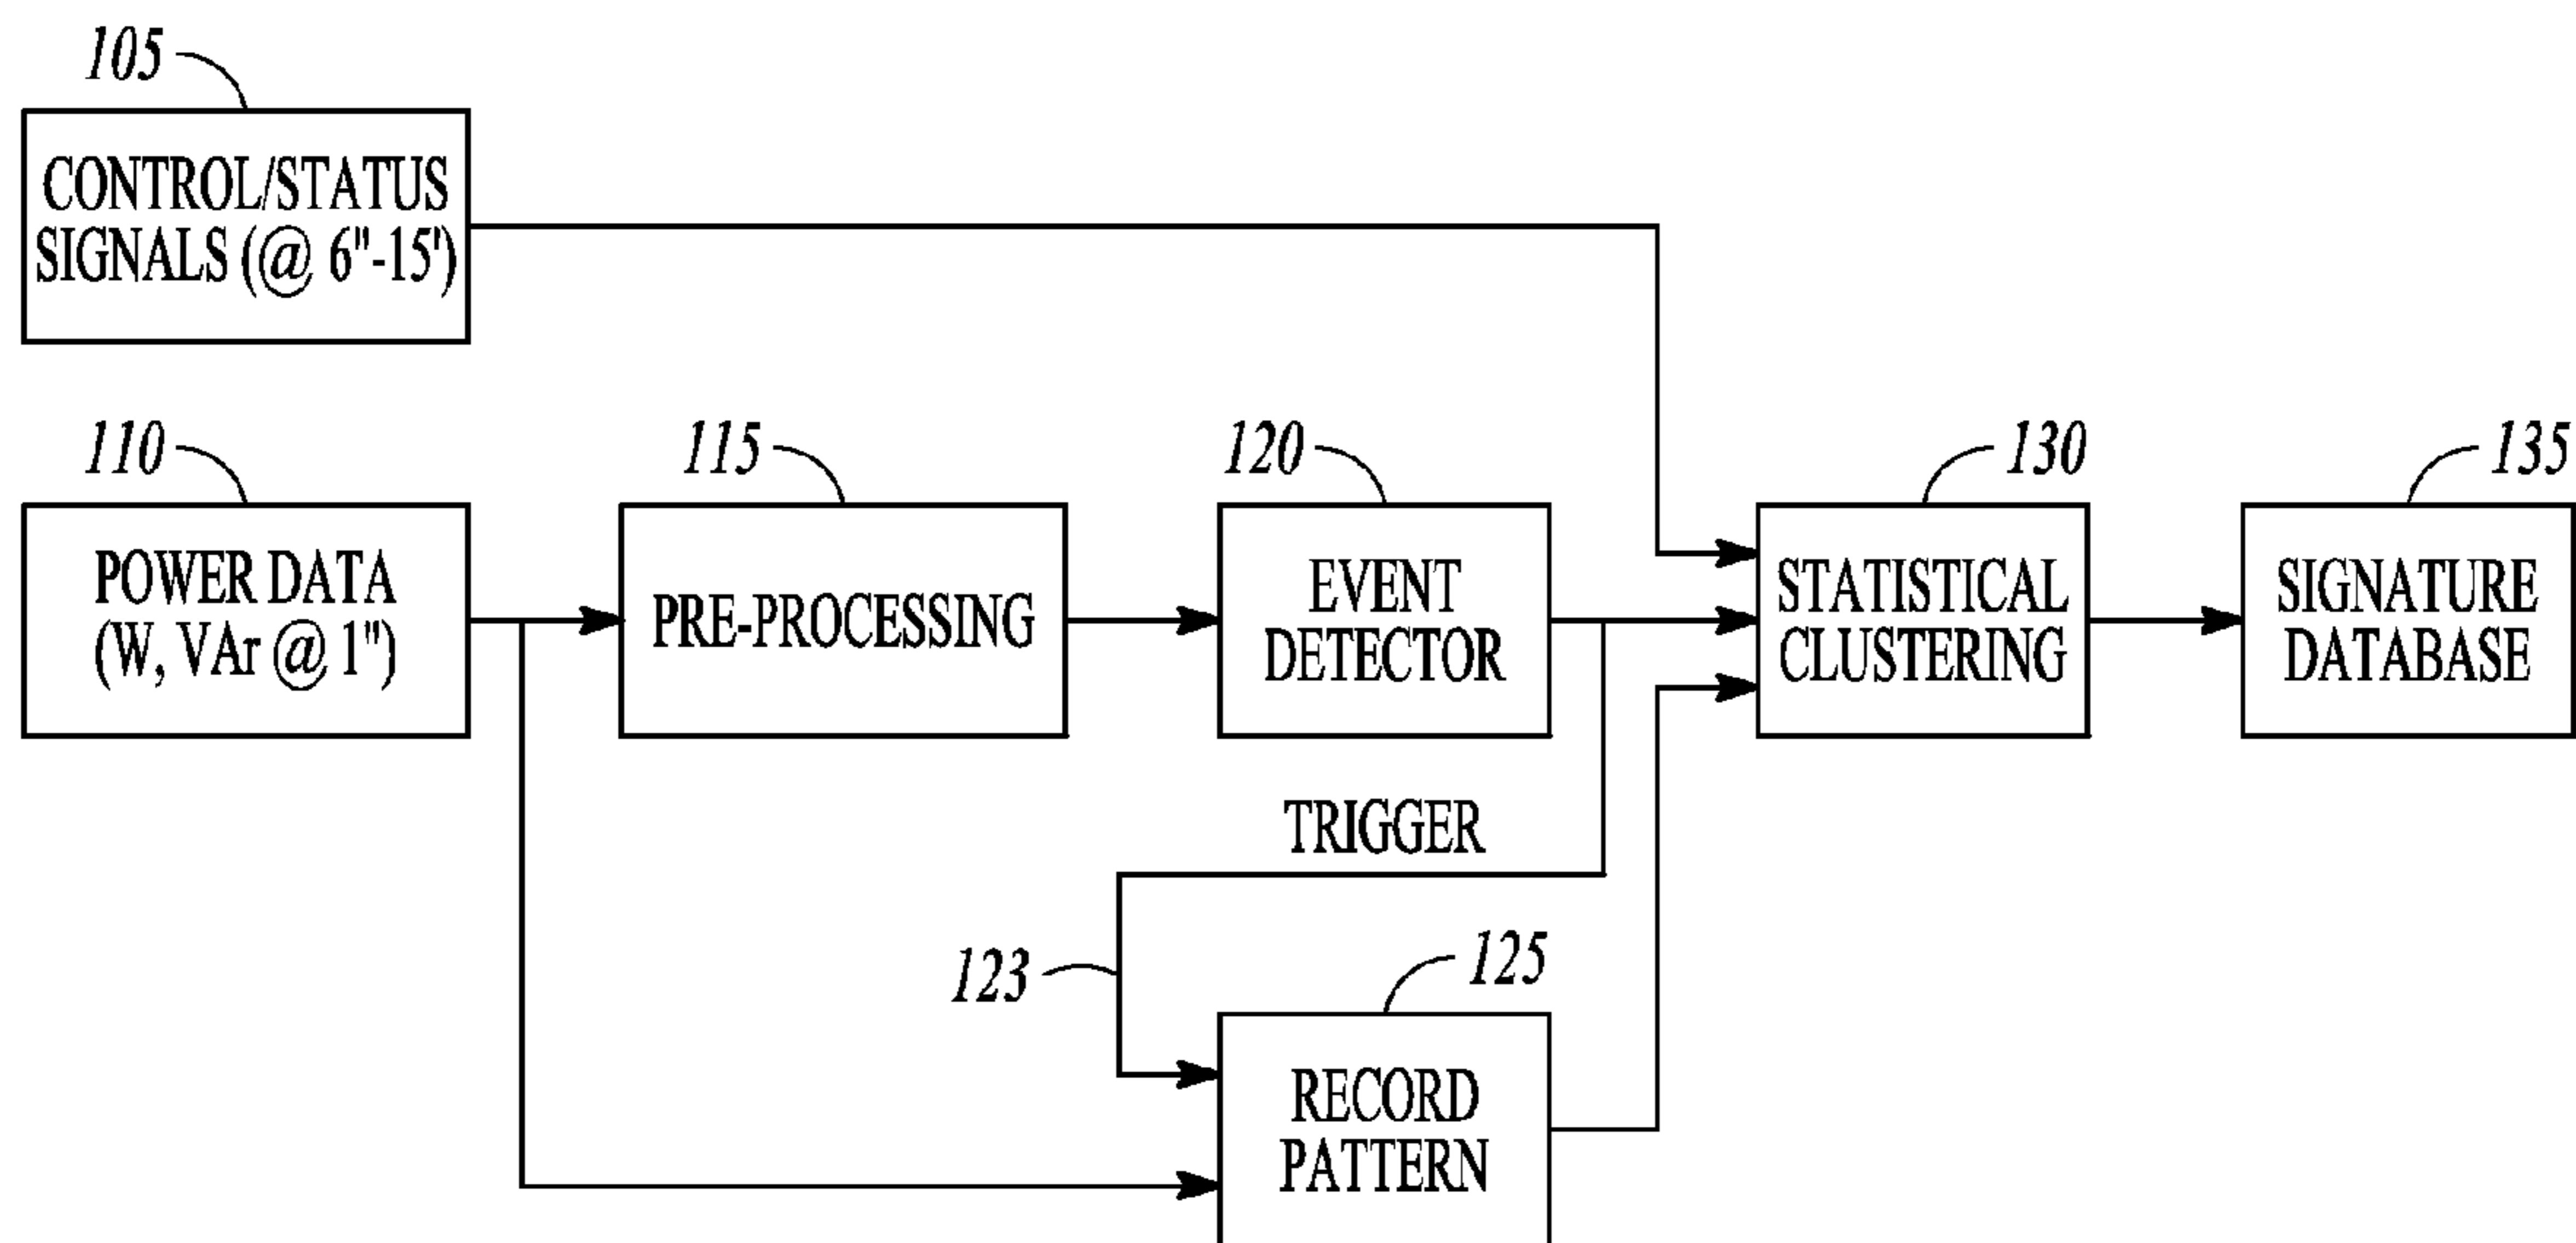 105
CONTROL/STATUS
SIGNALS (@ 6"-15')
110
POWER DATA
(W, VAr @ 1")
115
PRE-PROCESSING
120
EVENT
DETECTOR
130
STATISTICAL
CLUSTERING
135
SIGNATURE
DATABASE
TRIGGER
123
125
RECORD
PATTERN